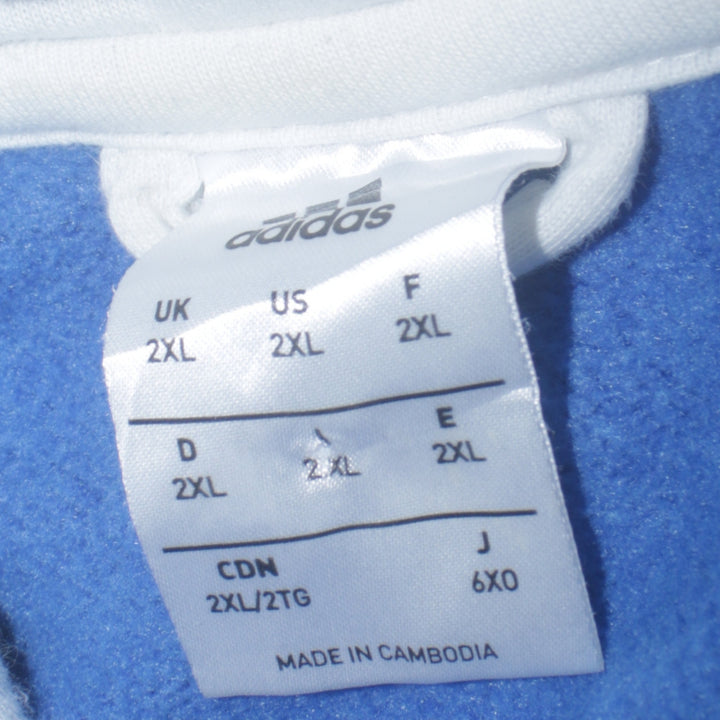 adidas
UK US F
2XL 2XL 2XL
D E
2XL 2XL 2XL
CDN J
2XL/2TG 6XO
MADE IN CAMBODIA